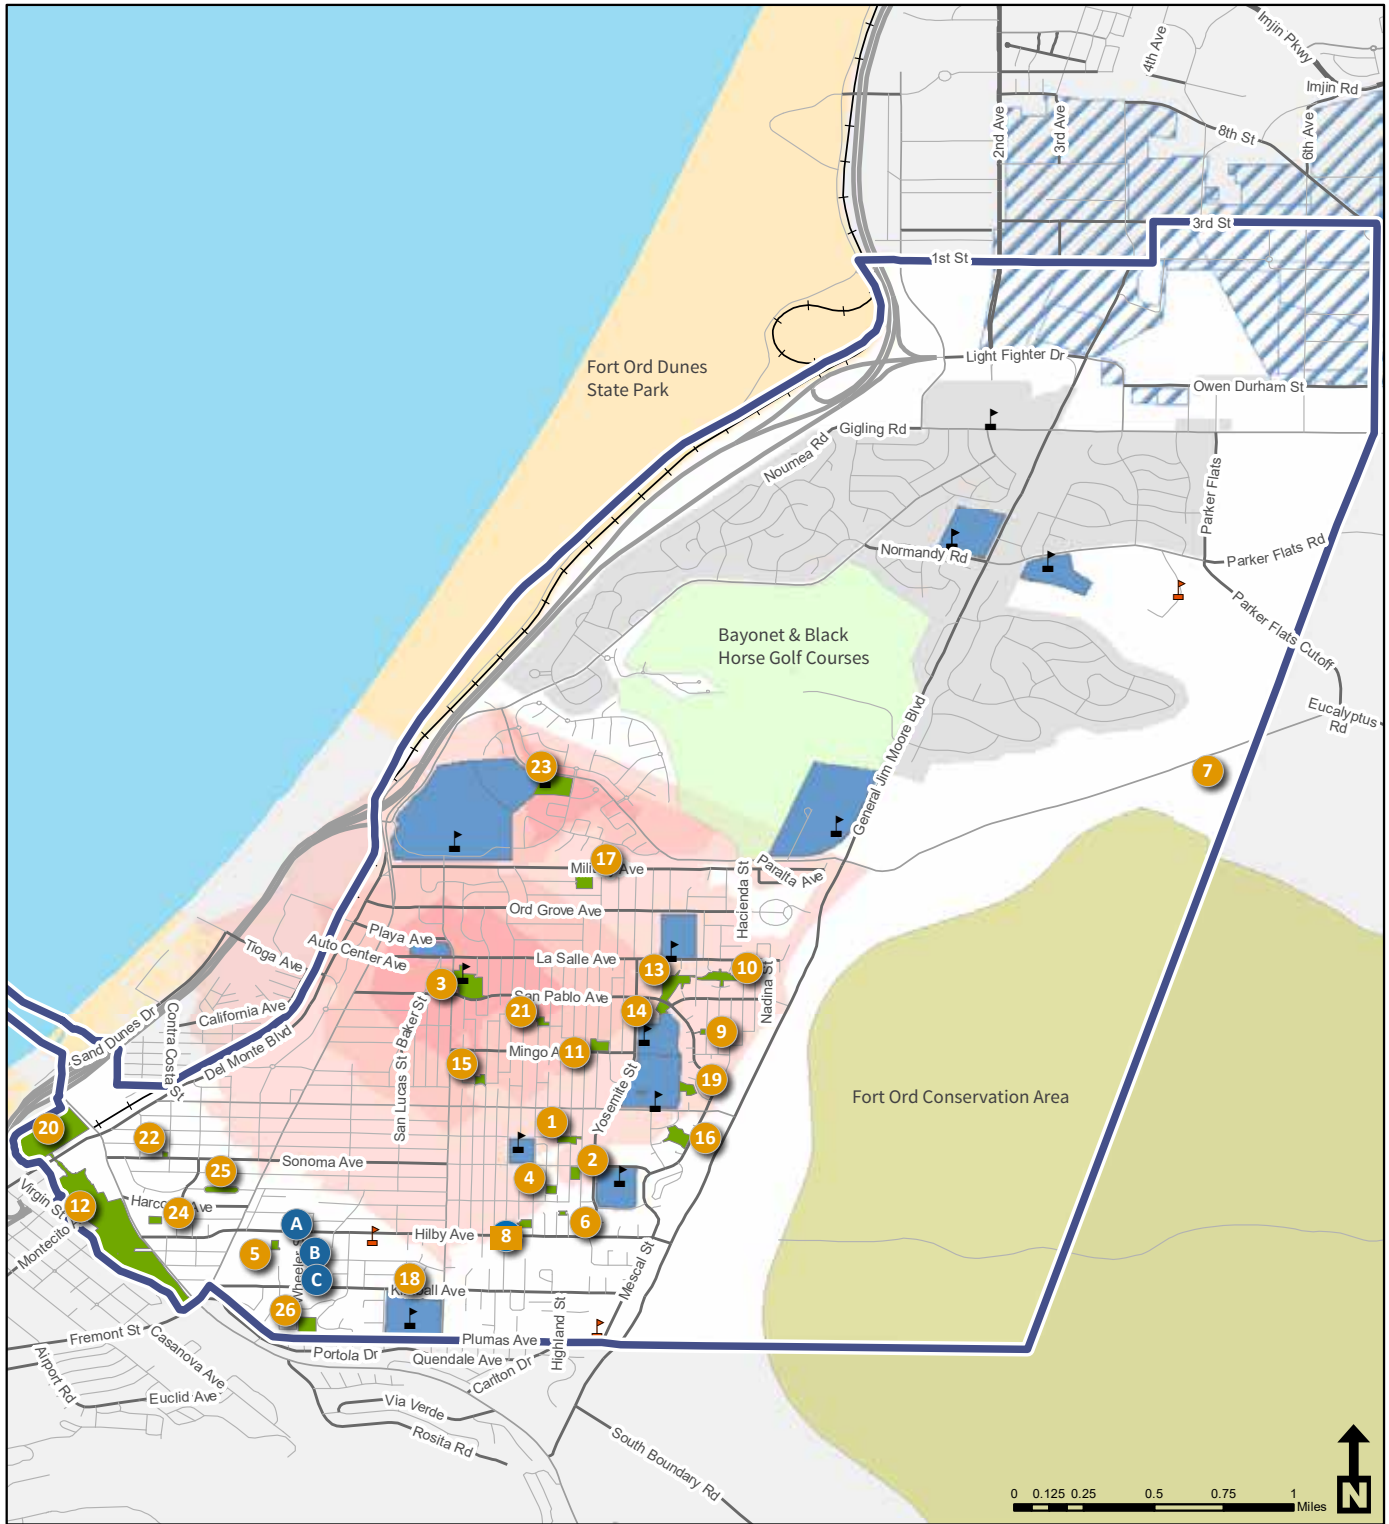 Imjin Pkwy
4th Ave
Imjin Rd
2nd Ave
3rd Ave
8th St
6th Ave
3rd St
1st St
Light Fighter Dr
Fort Ord Dunes
State Park
Owen Durham St
Gigling Rd
Noumea Rd
Parker Flats
Normandy Rd
Parker Flats Rd
Parker Flats Cutoff
Bayonet & Black
Horse Golf Courses
Eucalyptus
Rd
General Jim Moore Blvd
7
23
17
Ave
Paralta Ave
Hacienda St
Ord Grove Ave
Playa Ave
Auto Center Ave
Tioga Ave
La Salle Ave
13
10
3
San Pablo Ave
Nadina St
21
14
California Ave
Contra Costa St
Sand Dunes Dr
Del Monte Blvd
Baker St
San Lucas St
9
Mingo
11
15
Yosemite St
19
Fort Ord Conservation Area
20
22
1
16
Sonoma Ave
2
25
4
12
Virgin St
Ave
24
Montecito
A
6
Hilby Ave
8
5
B
C
Wheeler
18
Ave
Mescal St
26
Highland St
Fremont St
Plumas Ave
Casanova Ave
Portola Dr
Quendale Ave
Airport Rd
Carlton Dr
Euclid Ave
Via Verde
Rosita Rd
South Boundary Rd
0 0.125 0.25 0.5 0.75 1
Miles
N